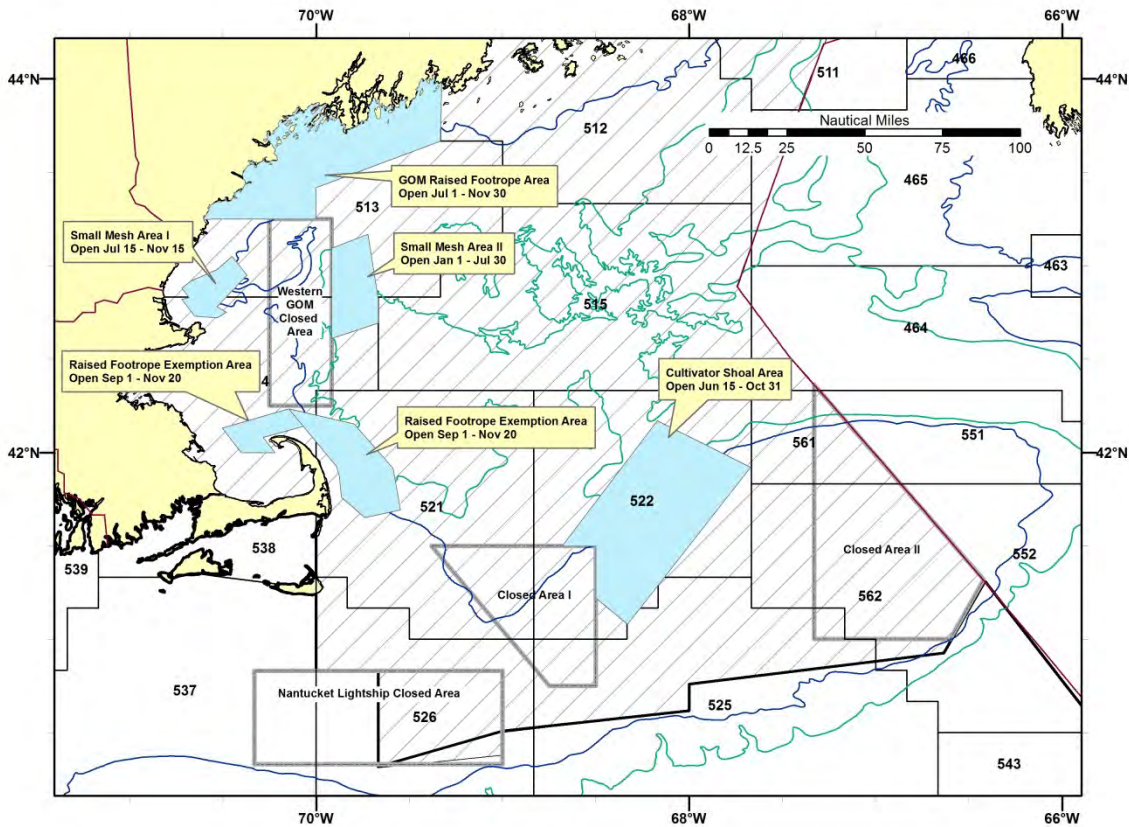 70°W
68°W
66°W
44°N
44°N
466
511
Nautical Miles
0 12.5 25 50 75 100
512
465
GOM Raised Footrope Area
Open Jul 1 - Nov 30
513
Small Mesh Area I
Open Jul 15 - Nov 15
Small Mesh Area II
Open Jan 1 - Jul 30
463
Western
GOM
Closed
Area
515
464
Raised Footrope Exemption Area
Open Sep 1 - Nov 20
4
Cultivator Shoal Area
Open Jun 15 - Oct 31
Raised Footrope Exemption Area
Open Sep 1 - Nov 20
561
551
42°N
42°N
521
522
538
539
Closed Area II
552
Closed Area I
562
537
Nantucket Lightship Closed Area
526
525
543
70°W
68°W
66°W